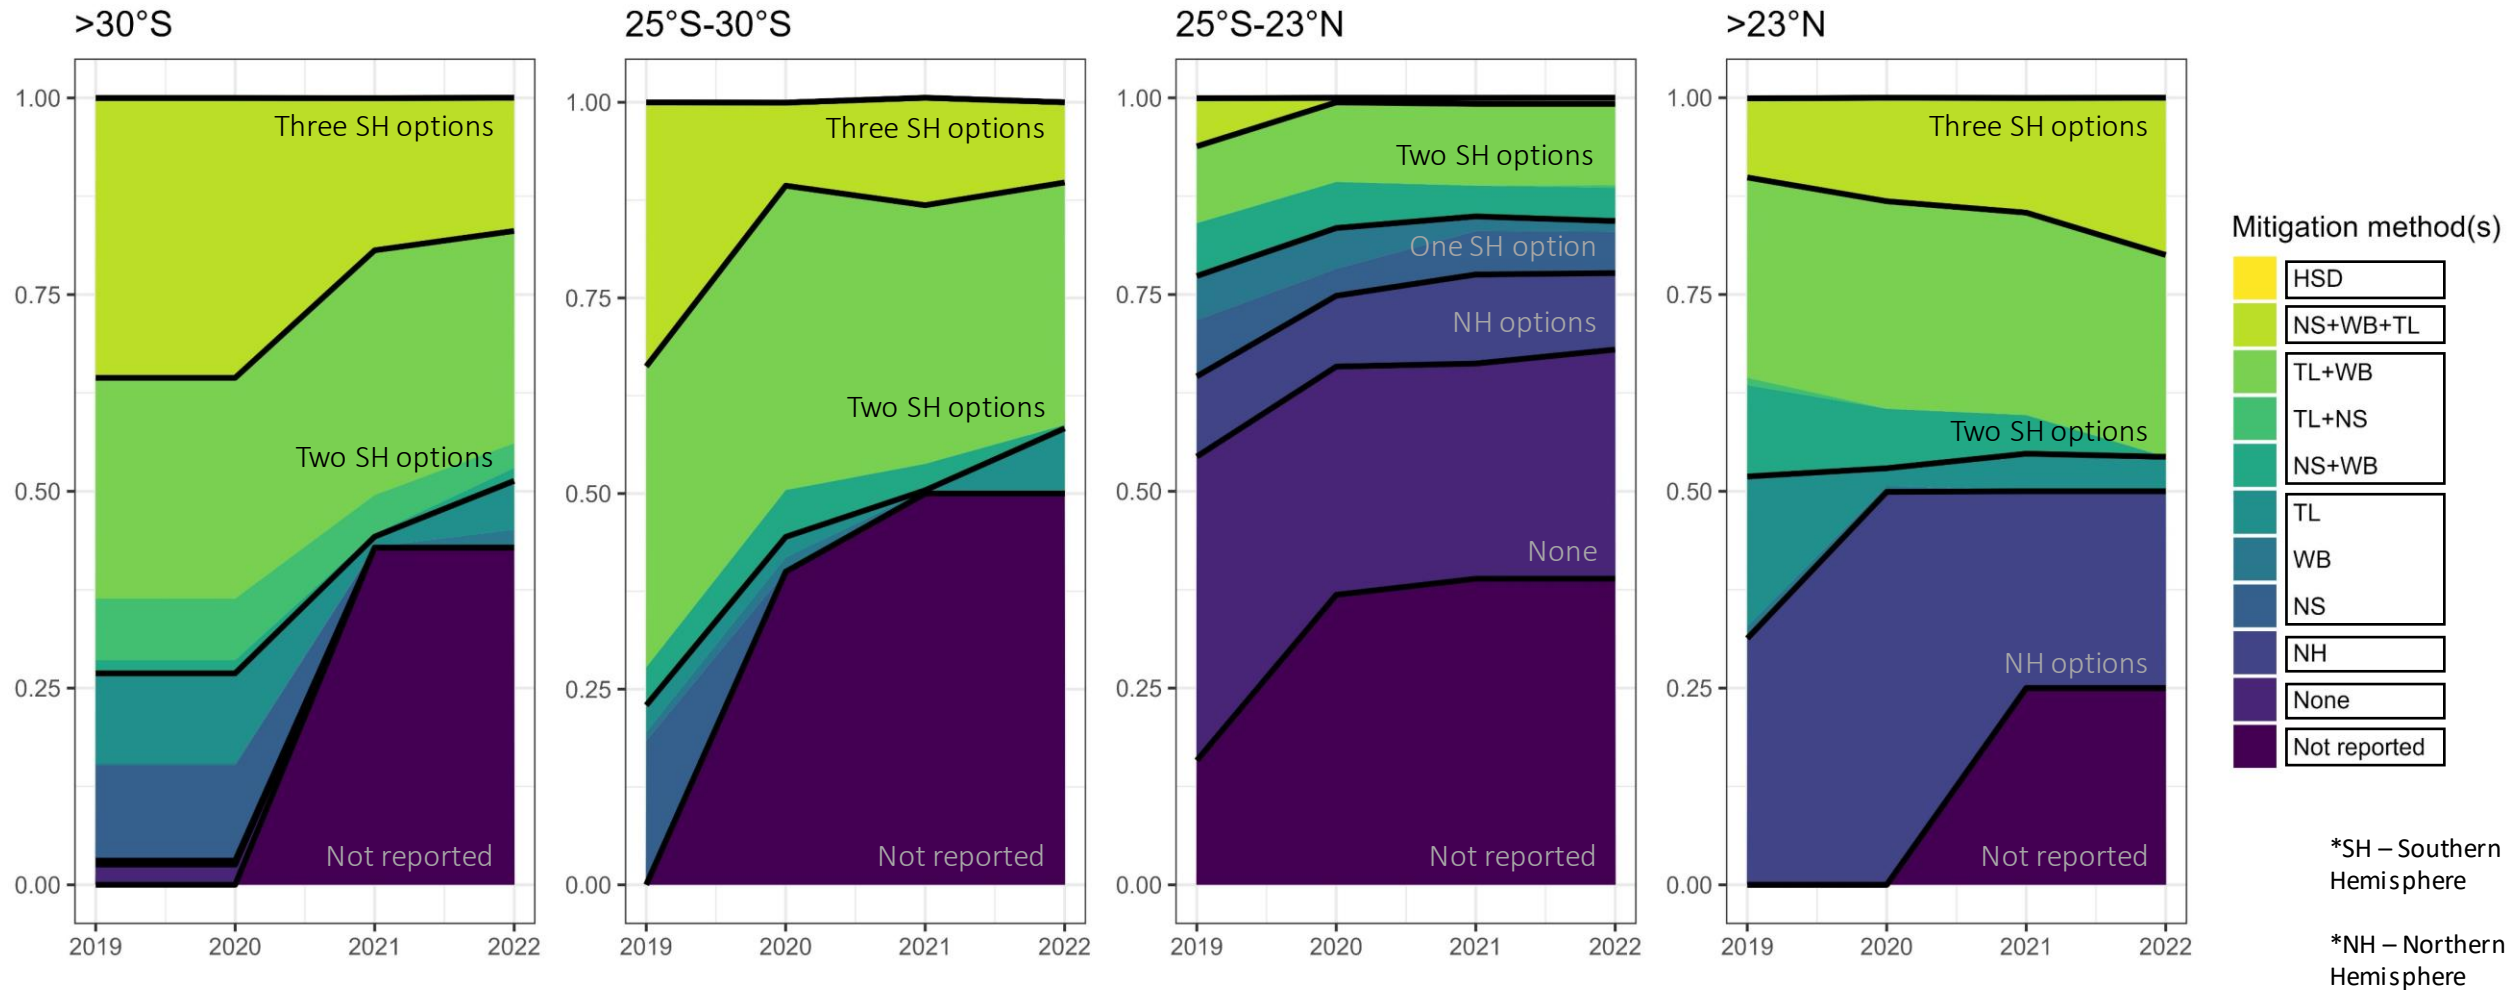 >30°S
1.00
0.75
0.50
0.25
0.00
Three SH options
Two SH options
Not reported
2019 2020 2021 2022
25°S-30°S
1.00
0.75
0.50
0.25
0.00
Three SH options
Two SH options
Not reported
2019 2020 2021 2022
25°S-23°N
1.00
0.75
0.50
0.25
0.00
Two SH options
One SH option
NH options
None
Not reported
2019 2020 2021 2022
>23°N
1.00
0.75
0.50
0.25
0.00
Three SH options
Two SH options
NH options
Not reported
2019 2020 2021 2022
Mitigation method(s)
HSD
NS+WB+TL
TL+WB
TL+NS
NS+WB
TL
WB
NS
NH
None
Not reported
*SH – Southern
Hemisphere
*NH – Northern
Hemisphere